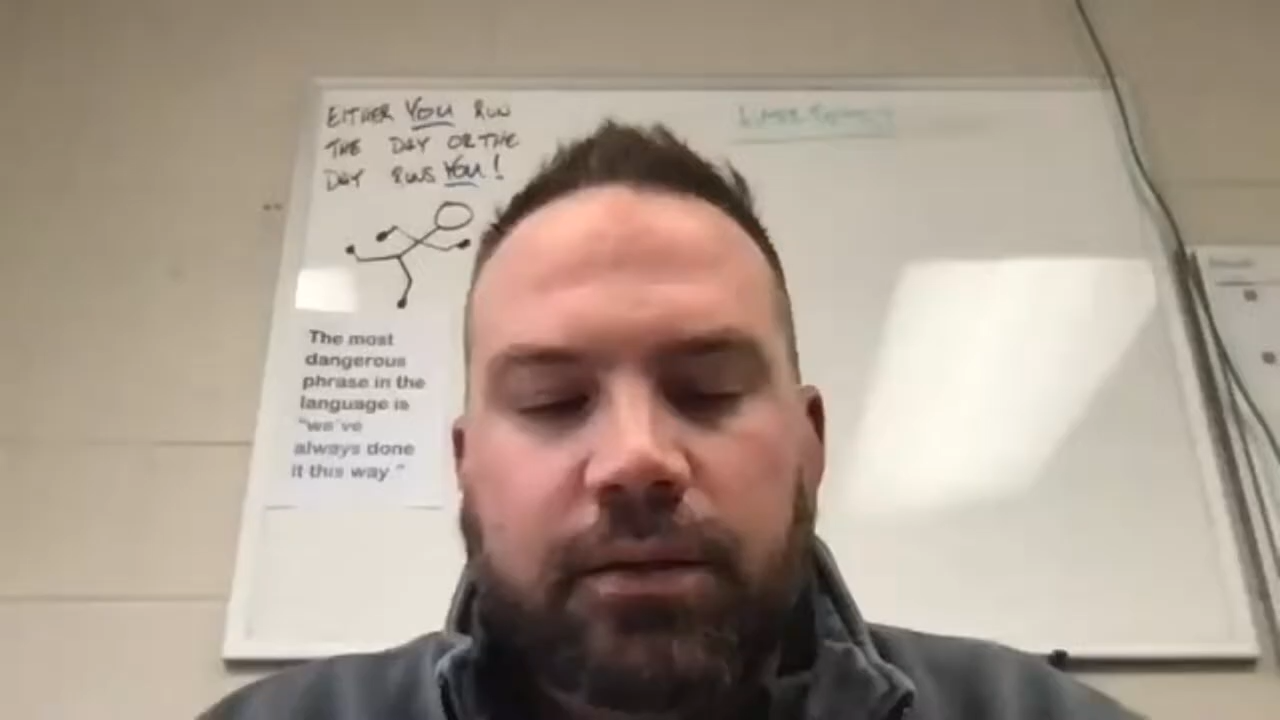 EITHER YOU RUN
THE DAY OR THE
DAY RUNS YOU!
The most
dangerous
phrase in the
language is
"we've
always done
it this way."